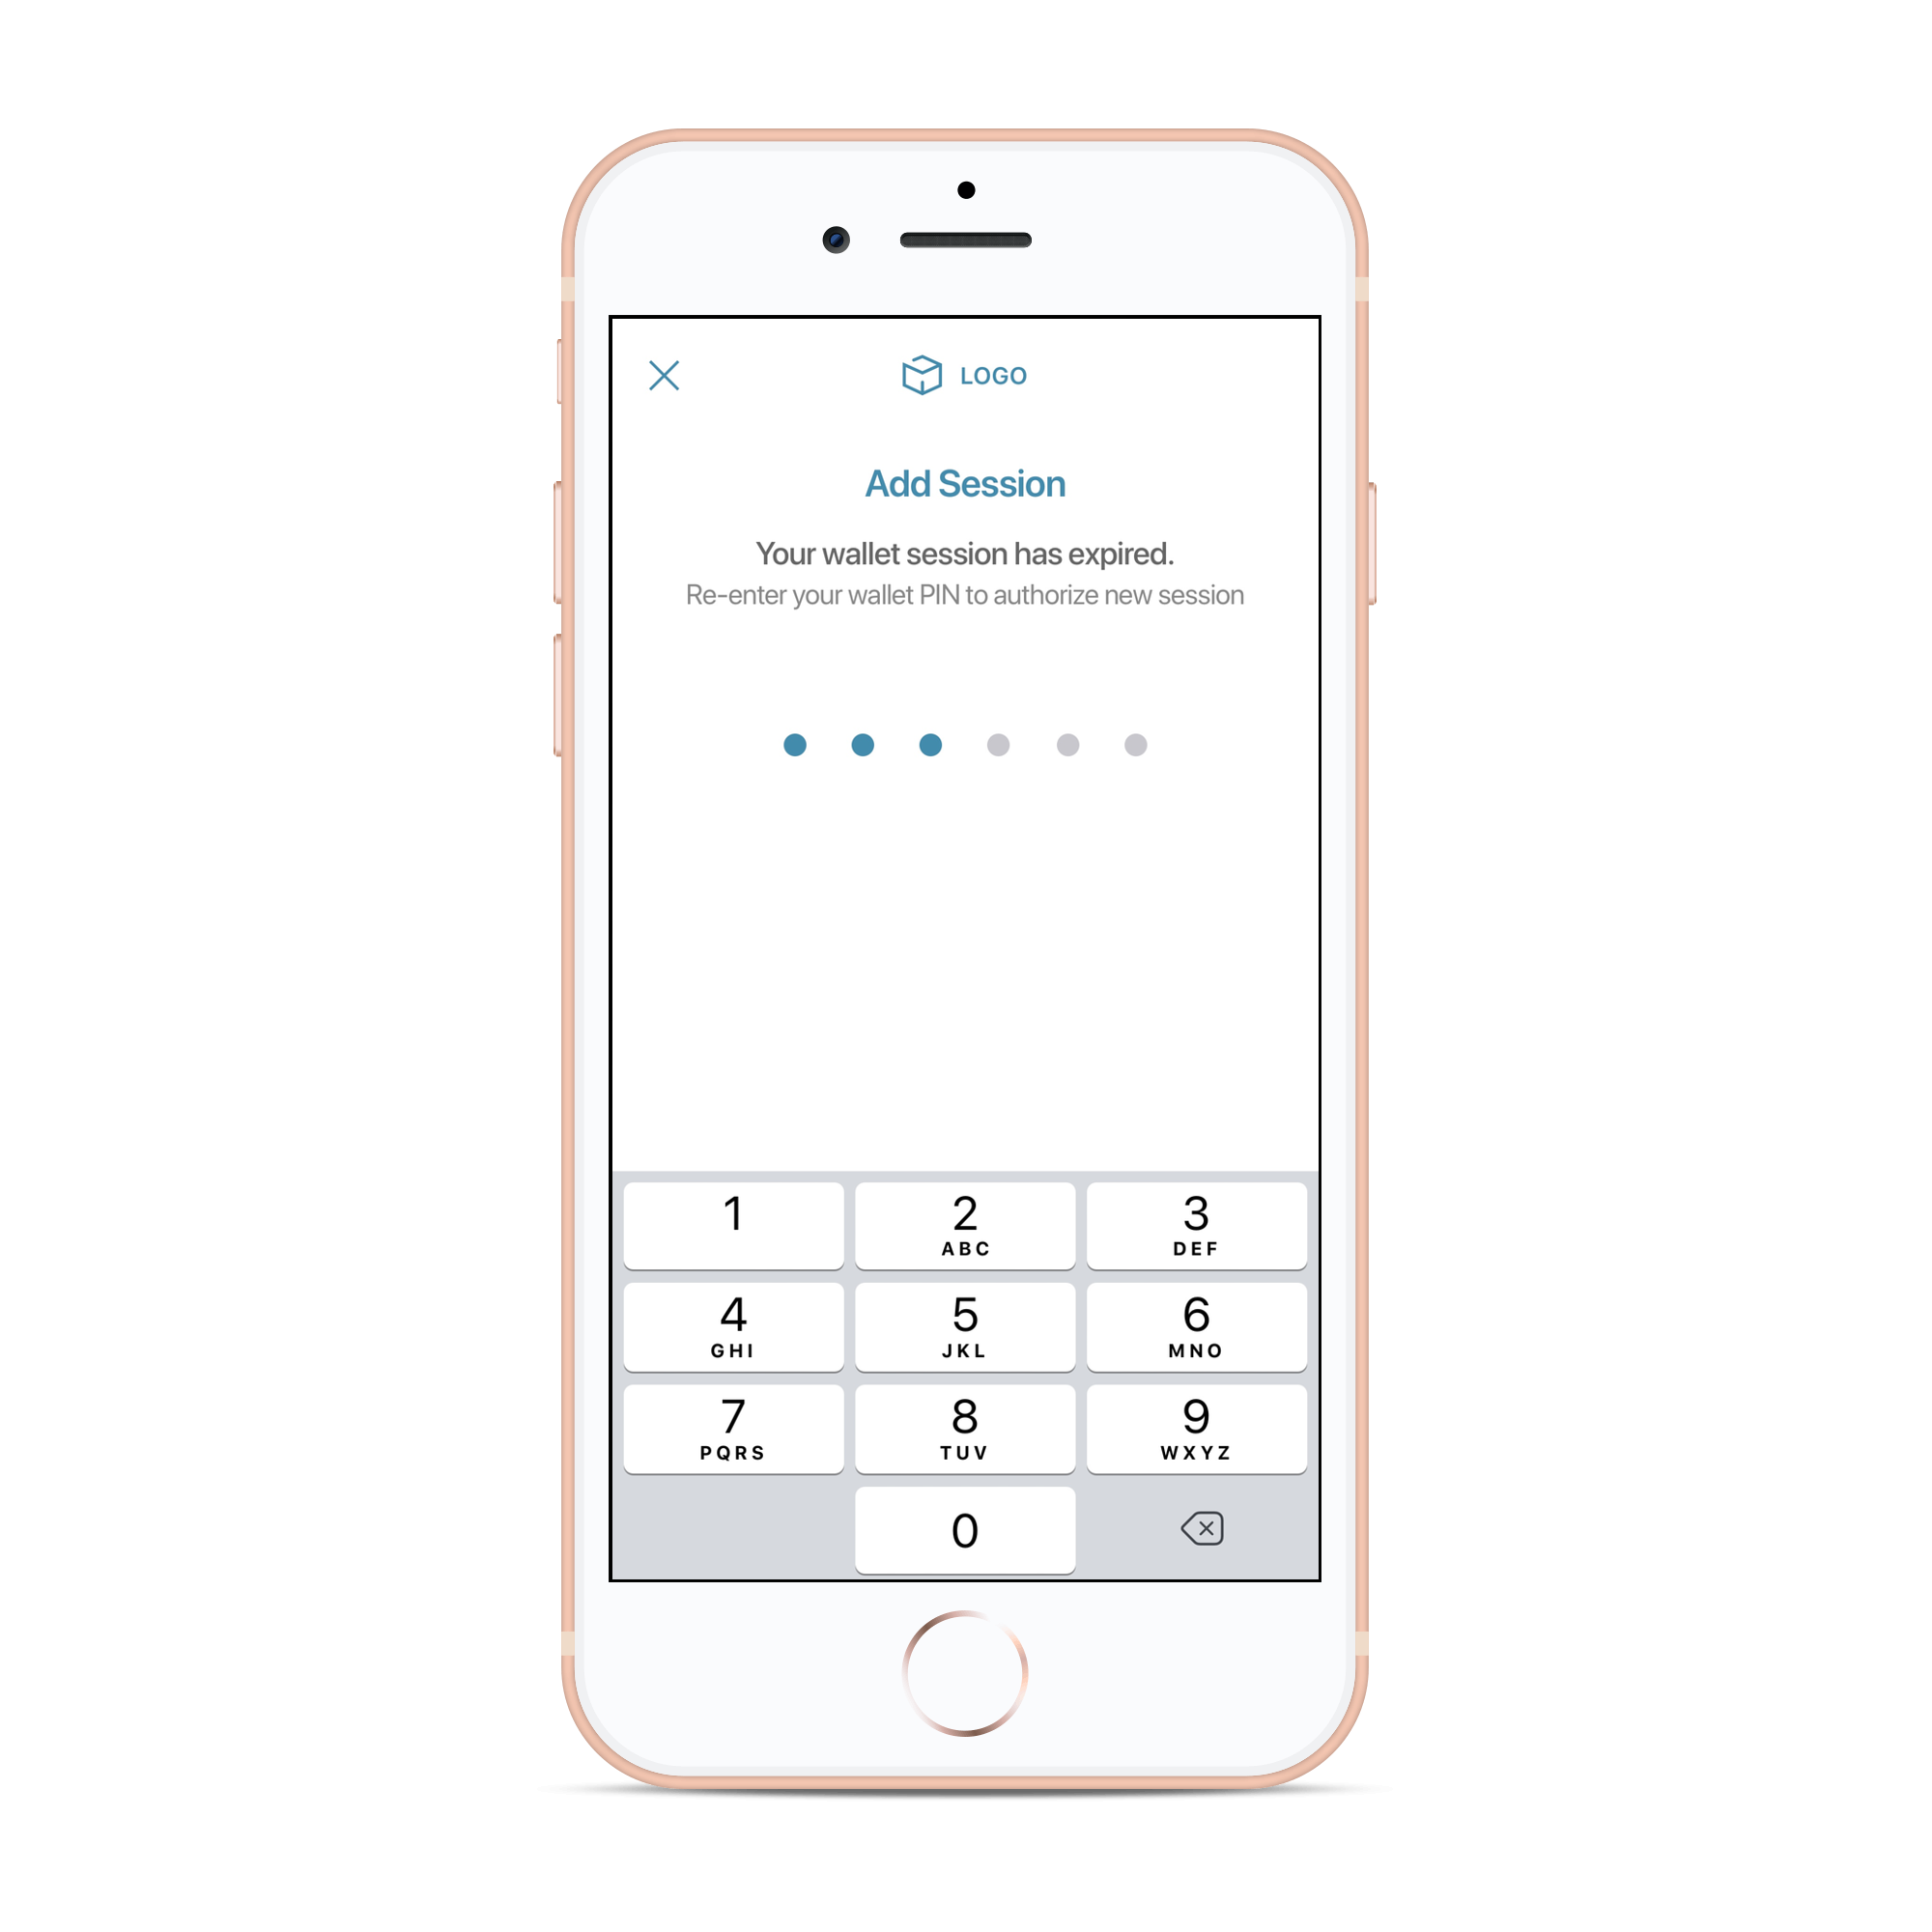 LOGO
Add Session
Your wallet session has expired.
Re-enter your wallet PIN to authorize new session
1
2
3
ABC
DEF
4
5
6
GHI
JKL
MNO
7
8
9
PQRS
TUV
WXYZ
0